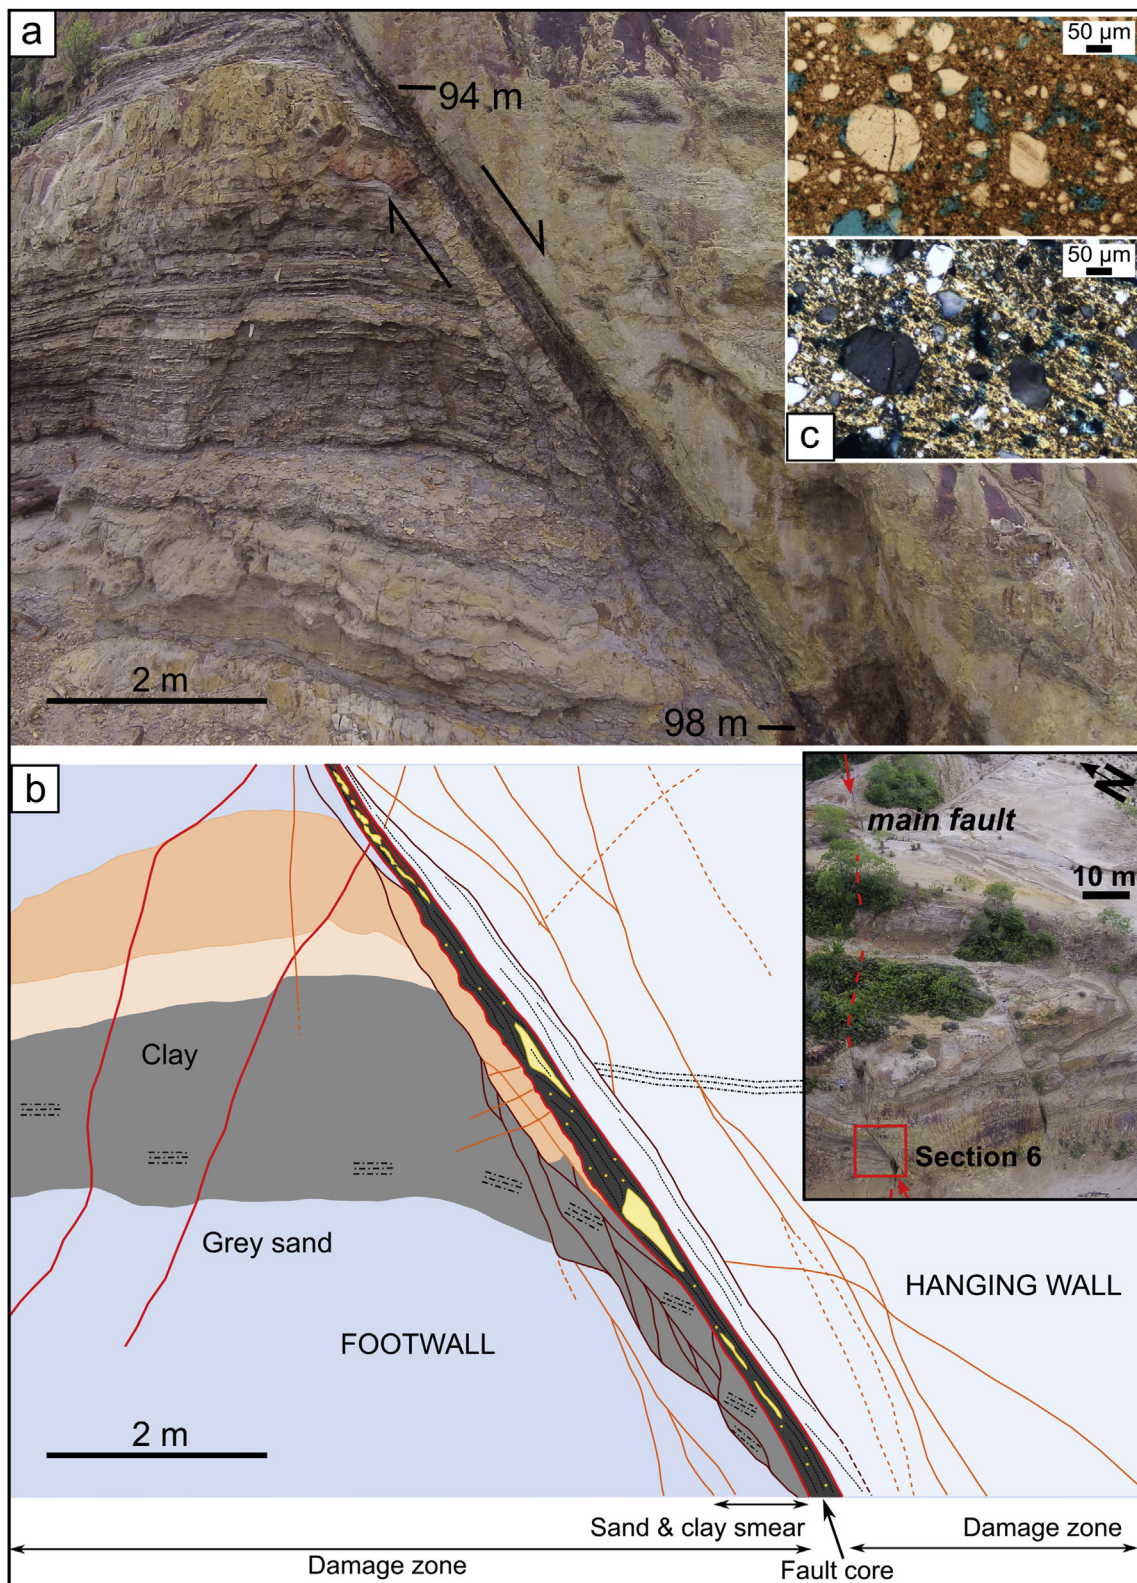 a
94 m
2 m
98 m
50 µm
50 µm
c
b
Clay
Grey sand
FOOTWALL
HANGING WALL
2 m
N
main fault
10 m
Section 6
Sand & clay smear
Damage zone
Damage zone
Fault core